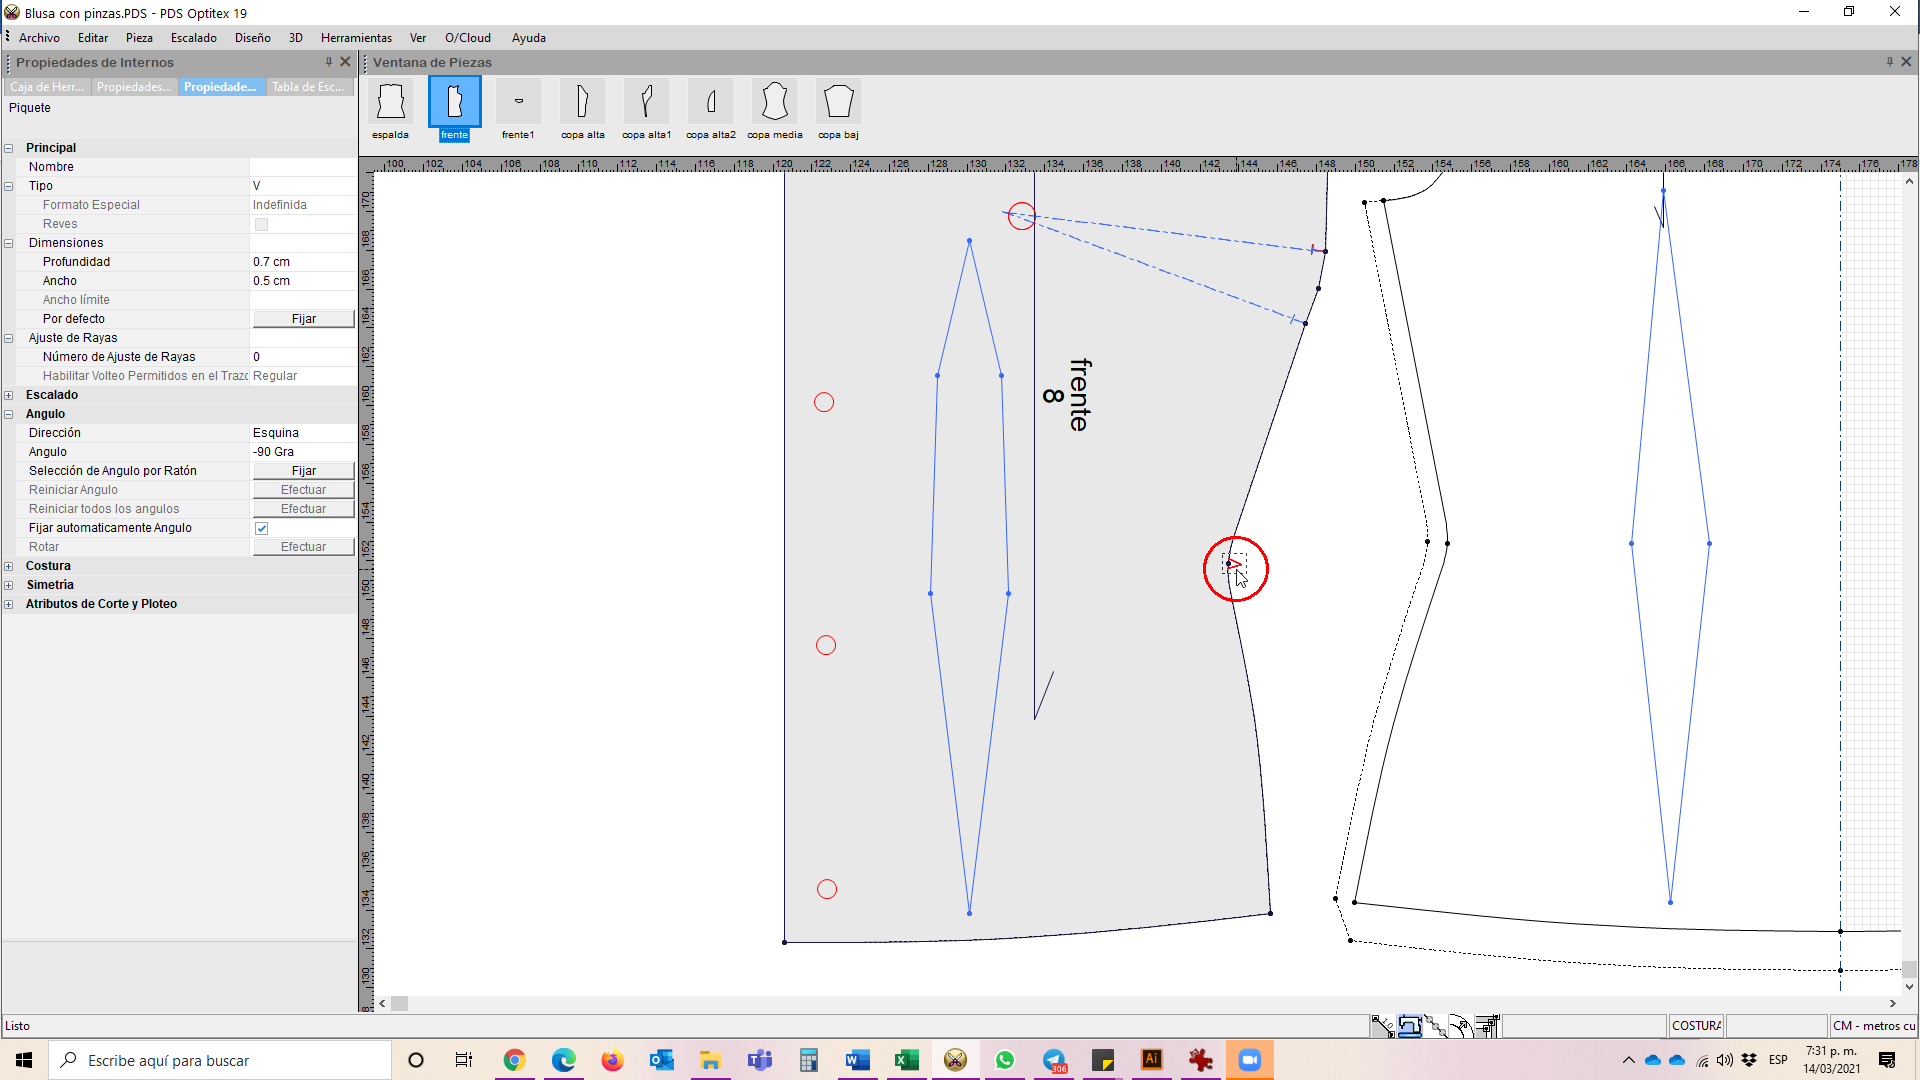 Blusa con pinzas.PDS - PDS Optitex 19
Archivo Editar Pieza Escalado Diseño 3D Herramientas Ver O/Cloud Ayuda
Propiedades de Internos
Ventana de Piezas
Caja de Herr... Propiedades... Propiedade... Tabla de Esc...
Piquete
espalda frente frente1 copa alta copa alta1 copa alta2 copa media copa baj
Principal
Nombre
Tipo V
Formato Especial Indefinida
Reves
Dimensiones
Profundidad 0.7 cm
Ancho 0.5 cm
Ancho límite
Por defecto Fijar
Ajuste de Rayas
Número de Ajuste de Rayas 0
Habilitar Volteo Permitidos en el Trazo Regular
Escalado
Angulo
Dirección Esquina
Angulo -90 Gra
Selección de Angulo por Ratón Fijar
Reiniciar Angulo Efectuar
Reiniciar todos los angulos Efectuar
Fijar automaticamente Angulo
Rotar Efectuar
Costura
Simetría
Atributos de Corte y Ploteo
100 102 104 106 108 110 112 114 116 118 120 122 124 126 128 130 132 134 136 138 140 142 144 146 148 150 152 154 156 158 160 162 164 166 168 170 172 174 176 178
170
168
166
164
162
160
158
156
154
152
150
148
146
144
142
140
138
136
134
132
130
frente
8
Listo
COSTURA
CM - metros cu
Escribe aquí para buscar
306
ESP
7:31 p. m.
14/03/2021